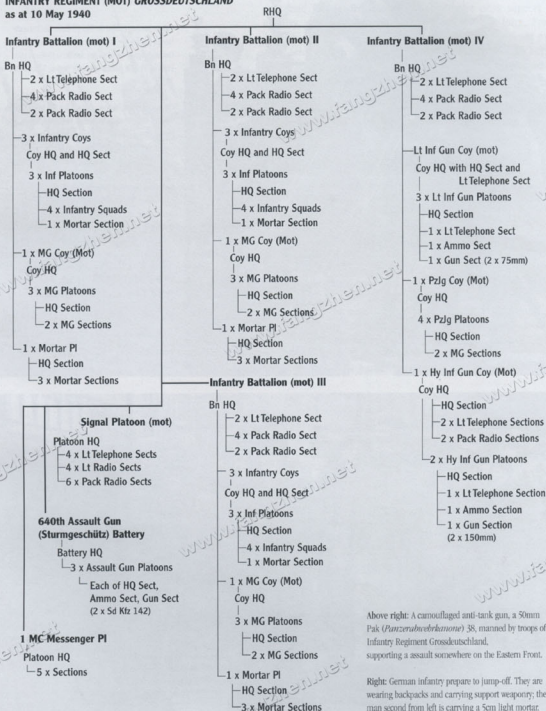 INFANTRY REGIMENT (MOT) GROSSDEUTSCHLAND
as at 10 May 1940
RHQ
Infantry Battalion (mot) I
Bn HQ
2 x Lt Telephone Sect
4 x Pack Radio Sect
2 x Pack Radio Sect
3 x Infantry Coys
Coy HQ and HQ Sect
3 x Inf Platoons
HQ Section
4 x Infantry Squads
1 x Mortar Section
1 x MG Coy (Mot)
Coy HQ
3 x MG Platoons
HQ Section
2 x MG Sections
1 x Mortar Pl
HQ Section
3 x Mortar Sections
Infantry Battalion (mot) II
Bn HQ
2 x Lt Telephone Sect
4 x Pack Radio Sect
2 x Pack Radio Sect
3 x Infantry Coys
Coy HQ and HQ Sect
3 x Inf Platoons
HQ Section
4 x Infantry Squads
1 x Mortar Section
1 x MG Coy (Mot)
Coy HQ
3 x MG Platoons
HQ Section
2 x MG Sections
1 x Mortar Pl
HQ Section
3 x Mortar Sections
Infantry Battalion (mot) IV
Bn HQ
2 x Lt Telephone Sect
4 x Pack Radio Sect
2 x Pack Radio Sect
Lt Inf Gun Coy (mot)
Coy HQ with HQ Sect and
Lt Telephone Sect
3 x Lt Inf Gun Platoons
HQ Section
1 x Lt Telephone Sect
1 x Ammo Sect
1 x Gun Sect (2 x 75mm)
1 x PzJg Coy (Mot)
Coy HQ
4 x PzJg Platoons
HQ Section
2 x MG Sections
1 x Hy Inf Gun Coy (Mot)
Coy HQ
HQ Section
2 x Lt Telephone Sections
2 x Pack Radio Sections
2 x Hy Inf Gun Platoons
HQ Section
1 x Lt Telephone Section
1 x Ammo Section
1 x Gun Section
(2 x 150mm)
Signal Platoon (mot)
Platoon HQ
4 x Lt Telephone Sects
4 x Lt Radio Sects
6 x Pack Radio Sects
640th Assault Gun
(Sturmgeschütz) Battery
Battery HQ
3 x Assault Gun Platoons
Each of HQ Sect,
Ammo Sect, Gun Sect
(2 x Sd Kfz 142)
1 MC Messenger Pl
Platoon HQ
5 x Sections
Infantry Battalion (mot) III
Bn HQ
2 x Lt Telephone Sect
4 x Pack Radio Sect
2 x Pack Radio Sect
3 x Infantry Coys
Coy HQ and HQ Sect
3 x Inf Platoons
HQ Section
4 x Infantry Squads
1 x Mortar Section
1 x MG Coy (Mot)
Coy HQ
3 x MG Platoons
HQ Section
2 x MG Sections
1 x Mortar Pl
HQ Section
3 x Mortar Sections
Above right: A camouflaged anti-tank gun, a 50mm
Pak (Panzerabwehrkanone) 38, manned by troops of
Infantry Regiment Grossdeutschland,
supporting a assault somewhere on the Eastern Front.
Right: German infantry prepare to jump-off. They are
wearing backpacks and carrying support weaponry; the
man second from left is carrying a 5cm light mortar.
www.fangzhen.net